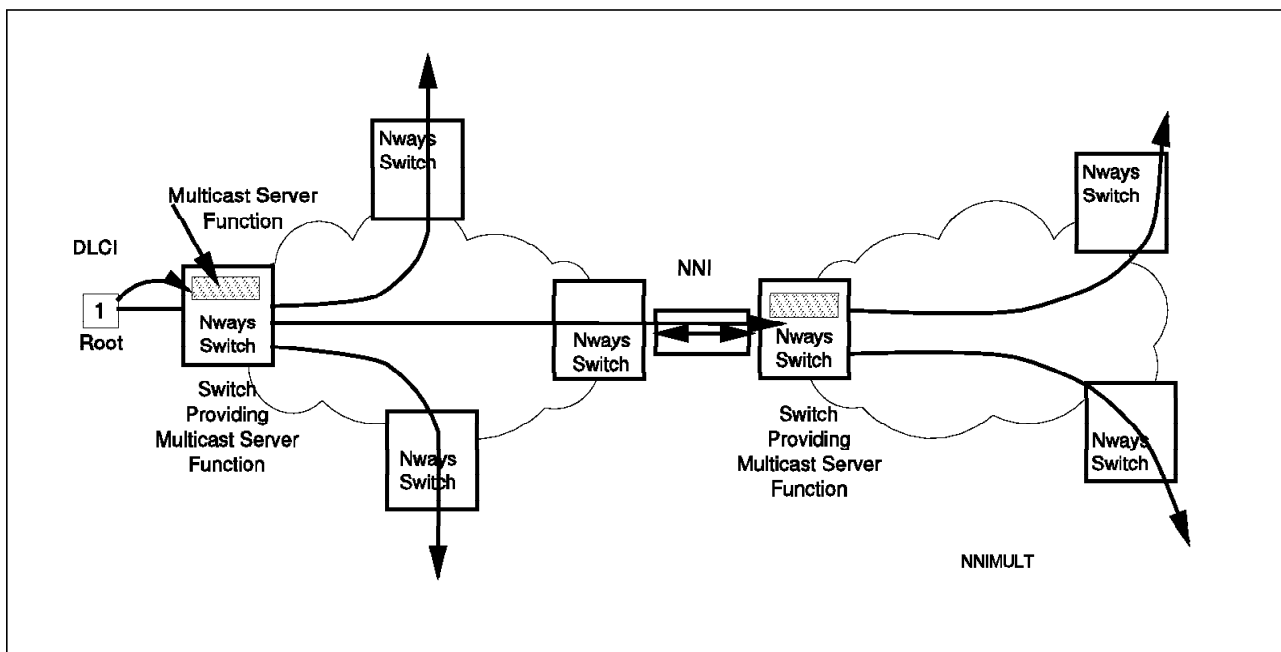 Nways
Switch
Multicast Server
Function
DLCI
1
Root
Nways
Switch
Switch
Providing
Multicast Server
Function
Nways
Switch
Nways
Switch
NNI
Nways
Switch
Switch
Providing
Multicast Server
Function
Nways
Switch
Nways
Switch
NNIMULT